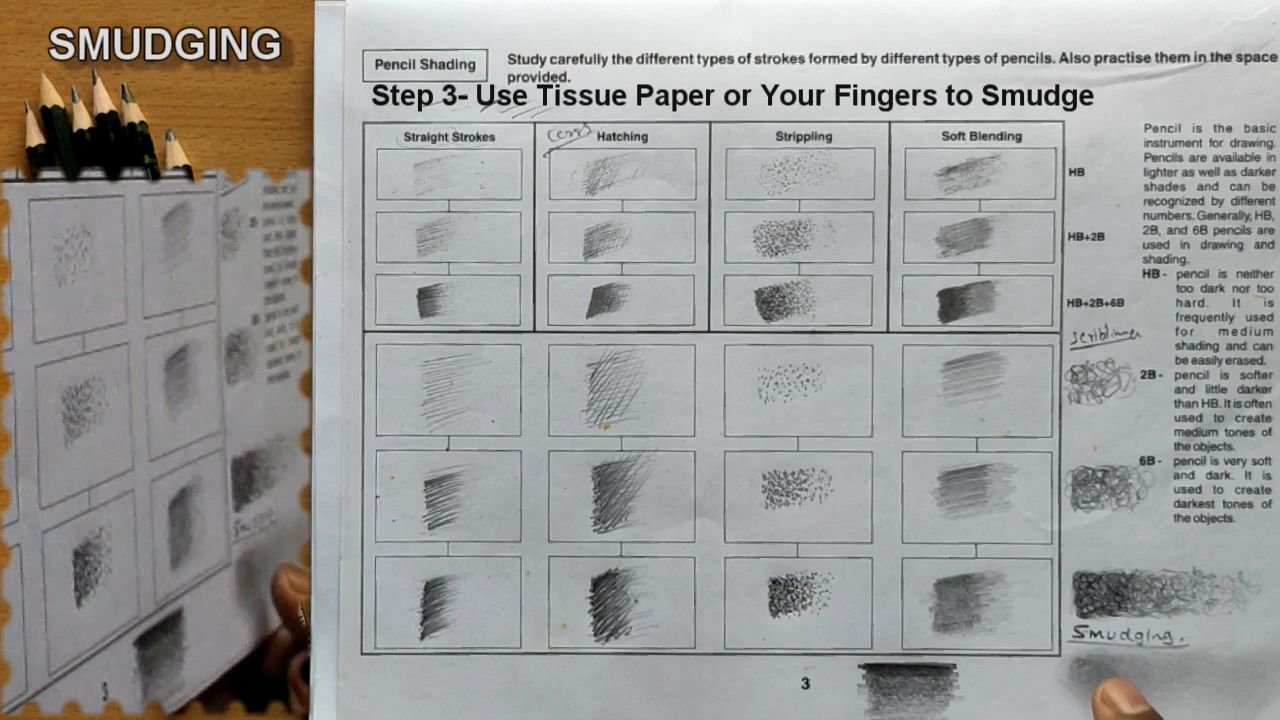 SMUDGING
Pencil Shading
Study carefully the different types of strokes formed by different types of pencils. Also practise them in the space
provided.
Step 3- Use Tissue Paper or Your Fingers to Smudge
Straight Strokes
(cross) Hatching
Strippling
Soft Blending
HB
HB+2B
HB+2B+6B
Pencil is the basic
instrument for drawing.
Pencils are available in
lighter as well as darker
shades and can be
recognized by different
numbers. Generally, HB,
2B, and 6B pencils are
used in drawing and
shading.
HB - pencil is neither
too dark nor too
hard. It is
frequently used
for medium
shading and can
be easily erased.
2B - pencil is softer
and little darker
than HB. It is often
used to create
medium tones of
the objects.
6B - pencil is very soft
and dark. It is
used to create
darkest tones of
the objects.
Smudging.
3
3